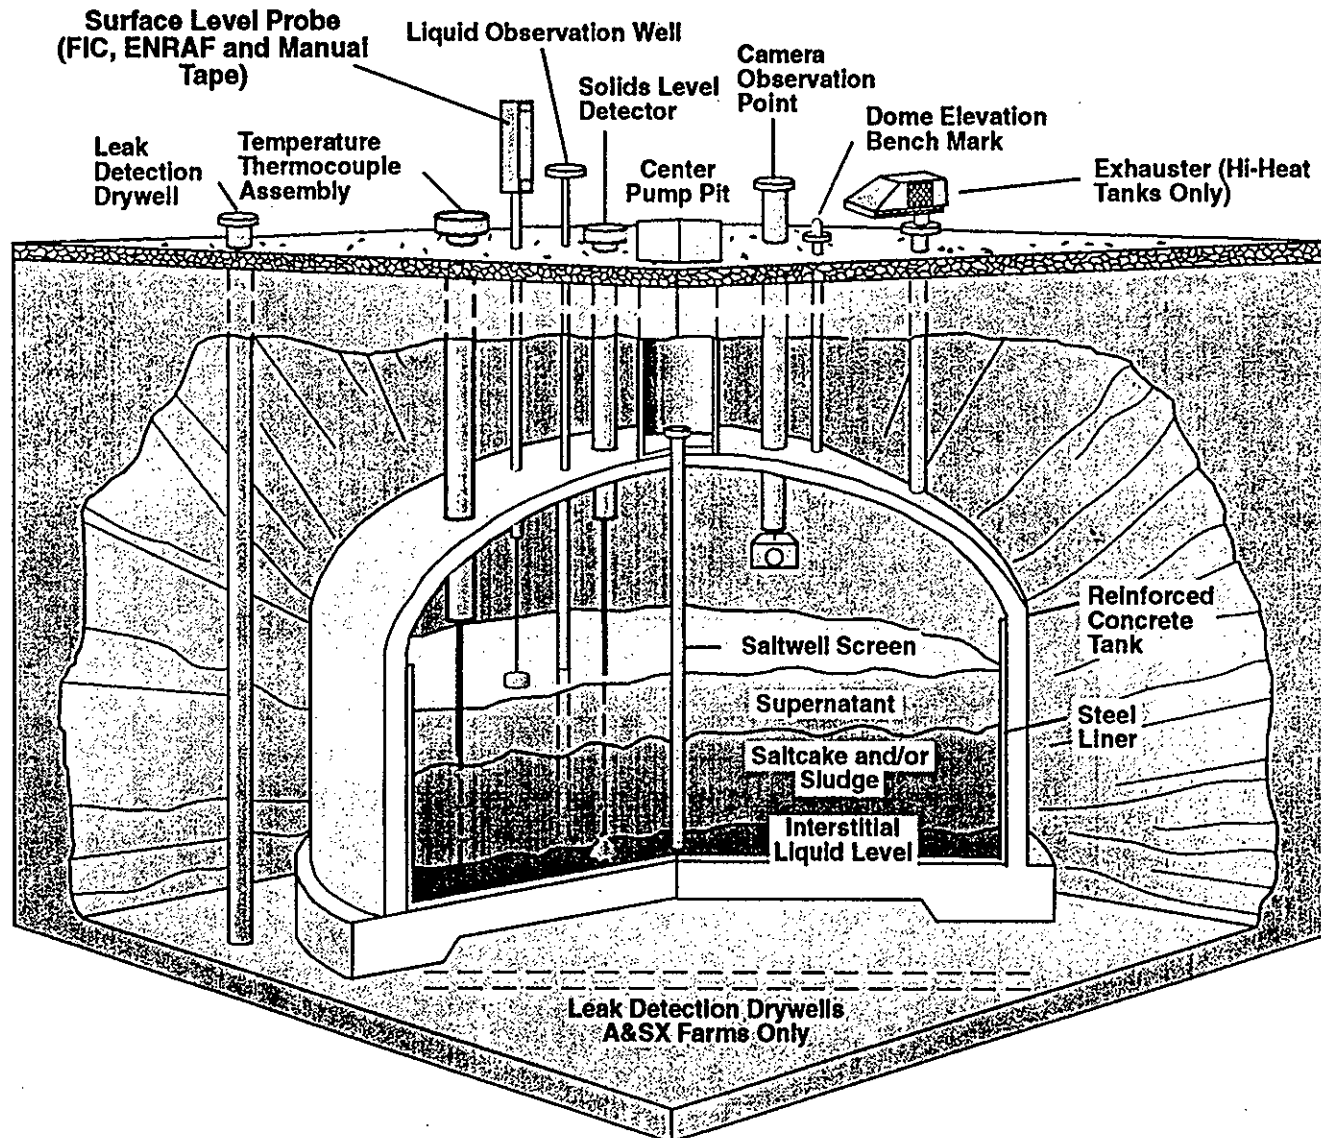 Surface Level Probe
(FIC, ENRAF and Manual
Tape)
Liquid Observation Well
Solids Level
Detector
Camera
Observation
Point
Dome Elevation
Bench Mark
Leak
Detection
Drywell
Temperature
Thermocouple
Assembly
Center
Pump Pit
Exhauster (Hi-Heat
Tanks Only)
Reinforced
Concrete
Tank
Saltwell Screen
Supernatant
Steel
Liner
Saltcake and/or
Sludge
Interstitial
Liquid Level
Leak Detection Drywells
A&SX Farms Only